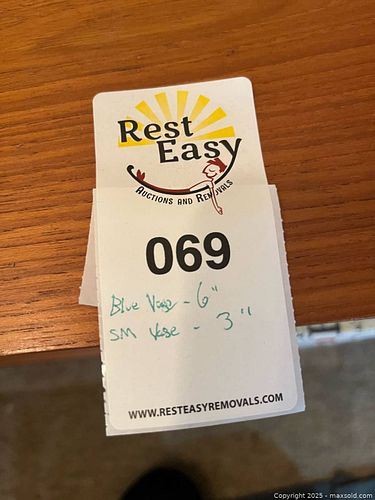 Rest
Easy
AUCTIONS AND REMOVALS
069
Blue Vase - 6"
SM Vase - 3"
WWW.RESTEASYREMOVALS.COM
Copyright 2025 - maxsold.com